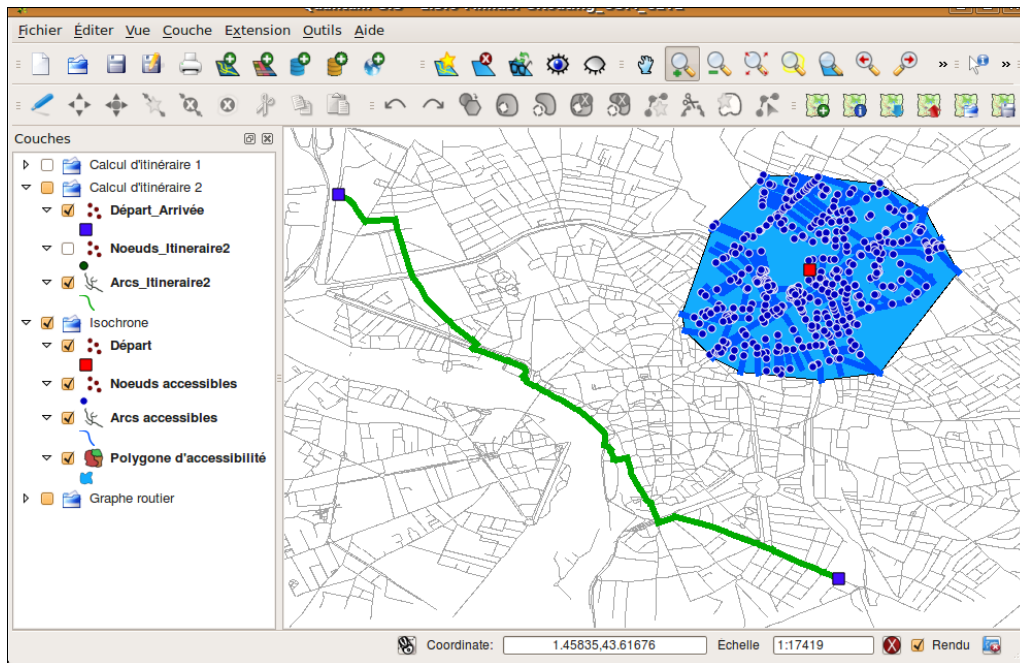 Fichier Éditer Vue Couche Extension Outils Aide
Couches
Calcul d'itinéraire 1
Calcul d'itinéraire 2
Départ_Arrivée
Noeuds_Itineraire2
Arcs_Itineraire2
Isochrone
Départ
Noeuds accessibles
Arcs accessibles
Polygone d'accessibilité
Graphe routier
Coordinate: 1.45835,43.61676 Echelle 1:17419 Rendu